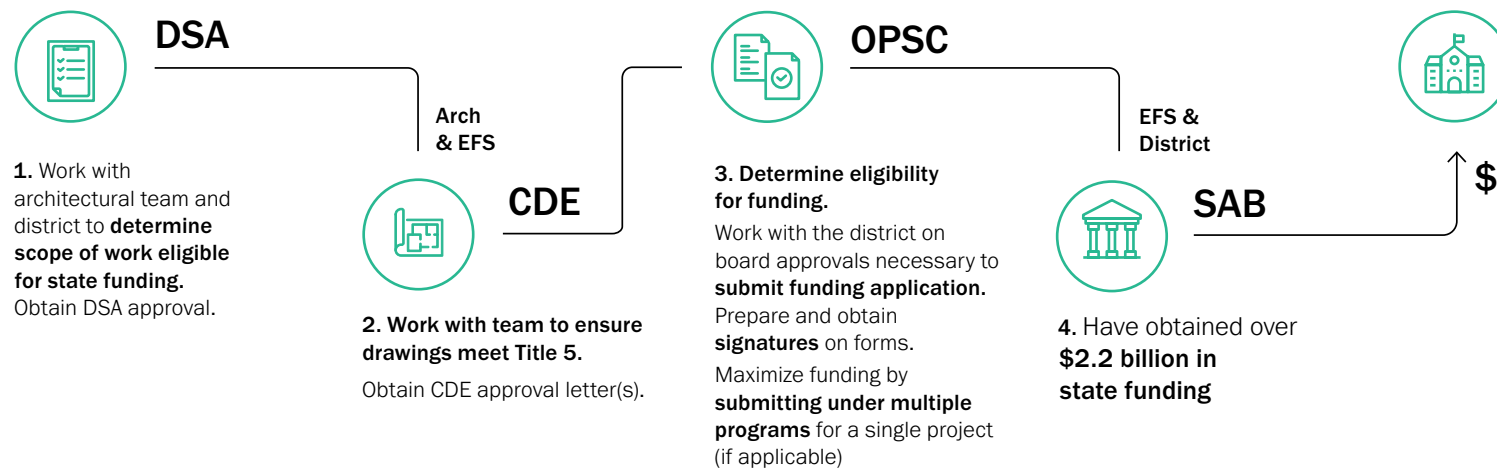 DSA
1. Work with
architectural team and
district to determine
scope of work eligible
for state funding.
Obtain DSA approval.
Arch
& EFS
CDE
2. Work with team to ensure
drawings meet Title 5.
Obtain CDE approval letter(s).
OPSC
3. Determine eligibility
for funding.
Work with the district on
board approvals necessary to
submit funding application.
Prepare and obtain
signatures on forms.
Maximize funding by
submitting under multiple
programs for a single project
(if applicable)
EFS &
District
SAB
4. Have obtained over
$2.2 billion in
state funding
$